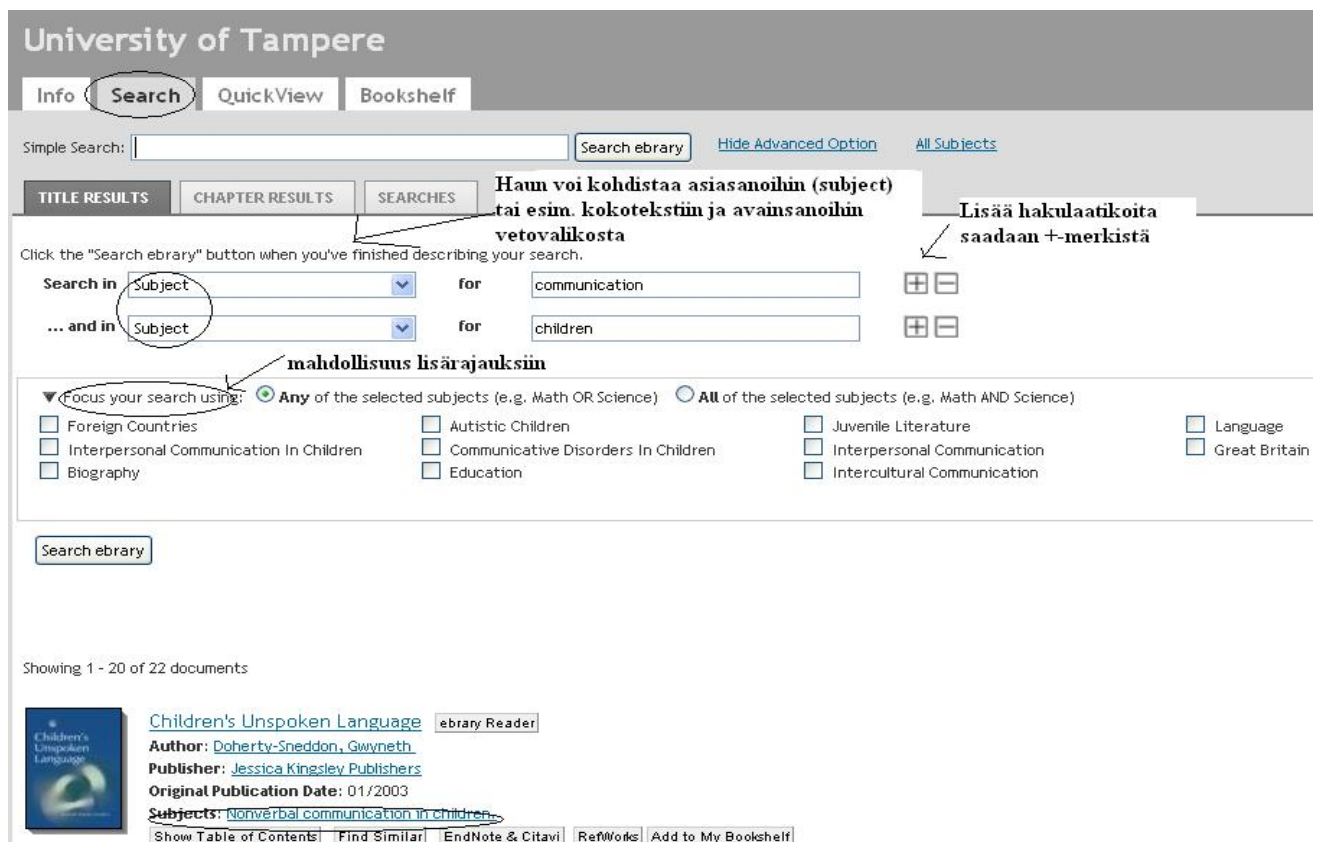 University of Tampere
Info Search QuickView Bookshelf
Simple Search: Search ebrary Hide Advanced Option All Subjects
TITLE RESULTS CHAPTER RESULTS SEARCHES
Haun voi kohdistaa asiasanoihin (subject)
tai esim. kokotekstiin ja avainsanoihin
vetovalikosta
Lisää hakulaatikoita
saadaan +-merkistä
Click the "Search ebrary" button when you've finished describing your search.
Search in Subject for communication
... and in Subject for children
mahdollisuus lisärajauksiin
Focus your search using: Any of the selected subjects (e.g. Math OR Science) All of the selected subjects (e.g. Math AND Science)
Foreign Countries Autistic Children Juvenile Literature Language
Interpersonal Communication In Children Communicative Disorders In Children Interpersonal Communication Great Britain
Biography Education Intercultural Communication
Search ebrary
Showing 1 - 20 of 22 documents
Children's
Unspoken
Language
Children's Unspoken Language ebrary Reader
Author: Doherty-Sneddon, Gwyneth
Publisher: Jessica Kingsley Publishers
Original Publication Date: 01/2003
Subjects: Nonverbal communication in children.
Show Table of Contents Find Similar EndNote & Citavi RefWorks Add to My Bookshelf